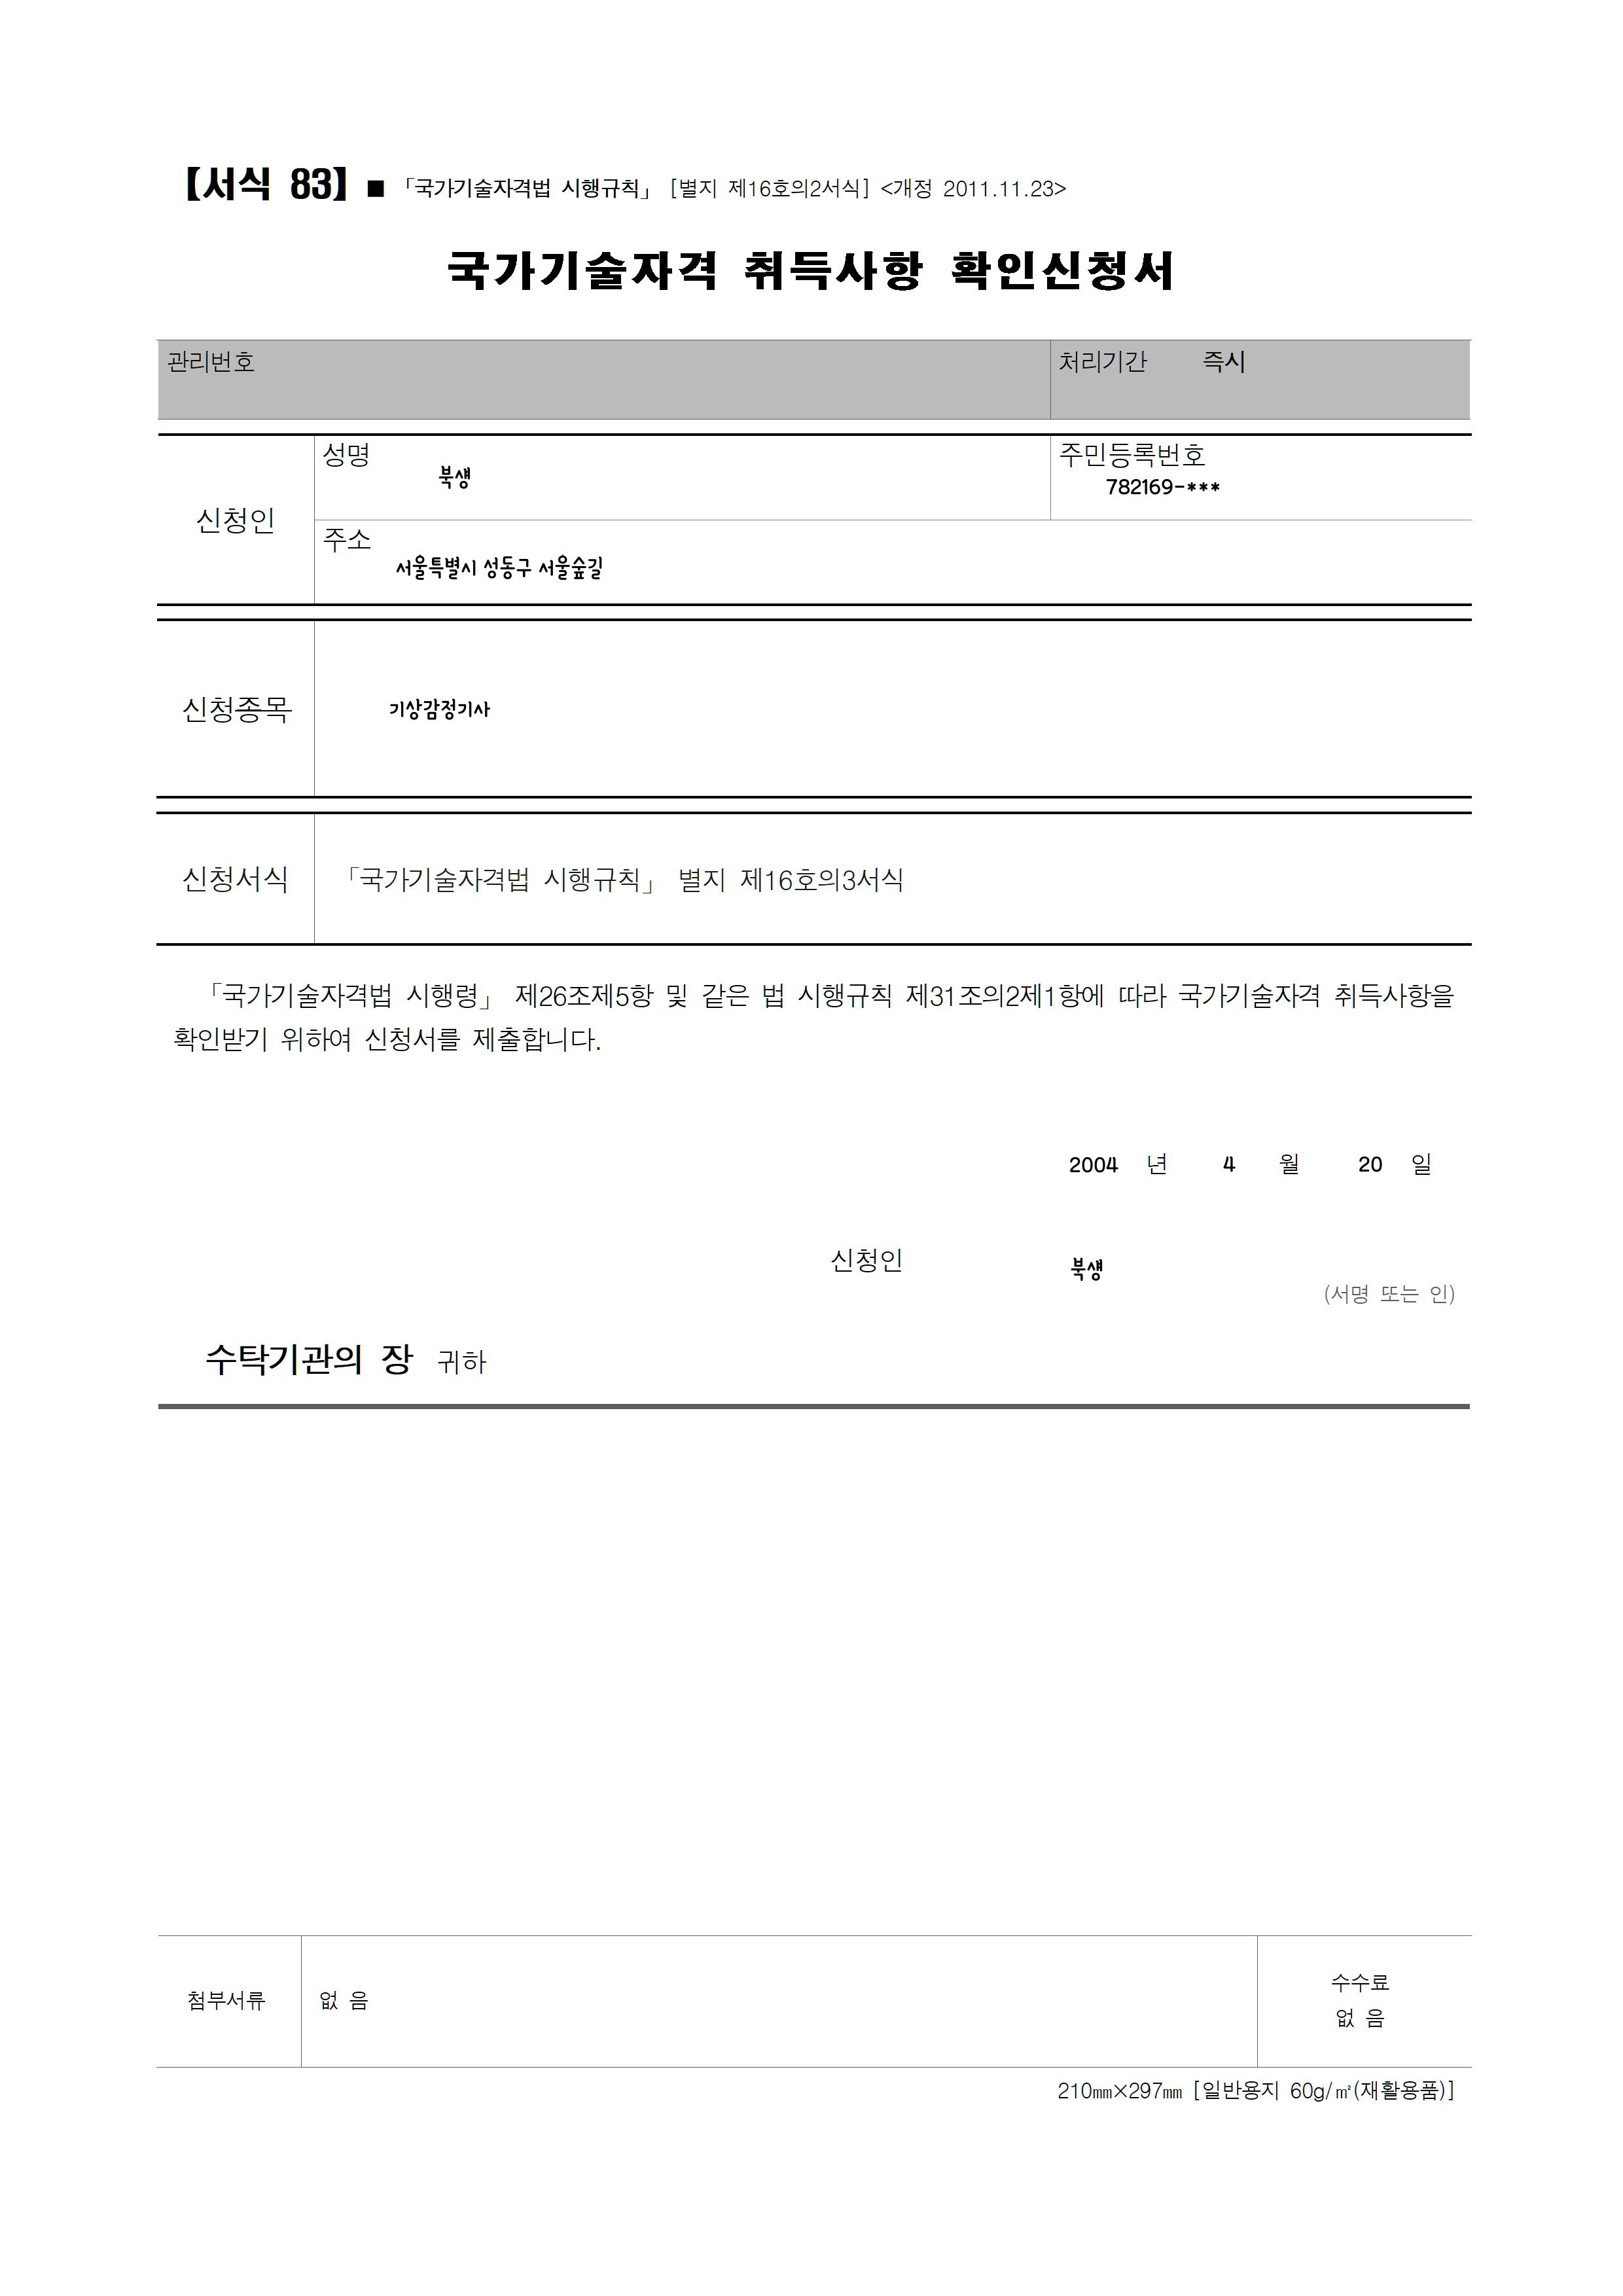 【서식 83】 ■ 「국가기술자격법 시행규칙」 [별지 제16호의2서식] <개정 2011.11.23>
국가기술자격 취득사항 확인신청서
관리번호 처리기간 즉시
성명 북섕 주민등록번호 782169-***
신청인
주소 서울특별시 성동구 서울숲길
신청종목 기상감정기사
신청서식 「국가기술자격법 시행규칙」 별지 제16호의3서식
「국가기술자격법 시행령」 제26조제5항 및 같은 법 시행규칙 제31조의2제1항에 따라 국가기술자격 취득사항을
확인받기 위하여 신청서를 제출합니다.
2004 년 4 월 20 일
신청인 북섕
(서명 또는 인)
수탁기관의 장 귀하
첨부서류 없 음 수수료
없 음
210㎜×297㎜ [일반용지 60g/㎡(재활용품)]